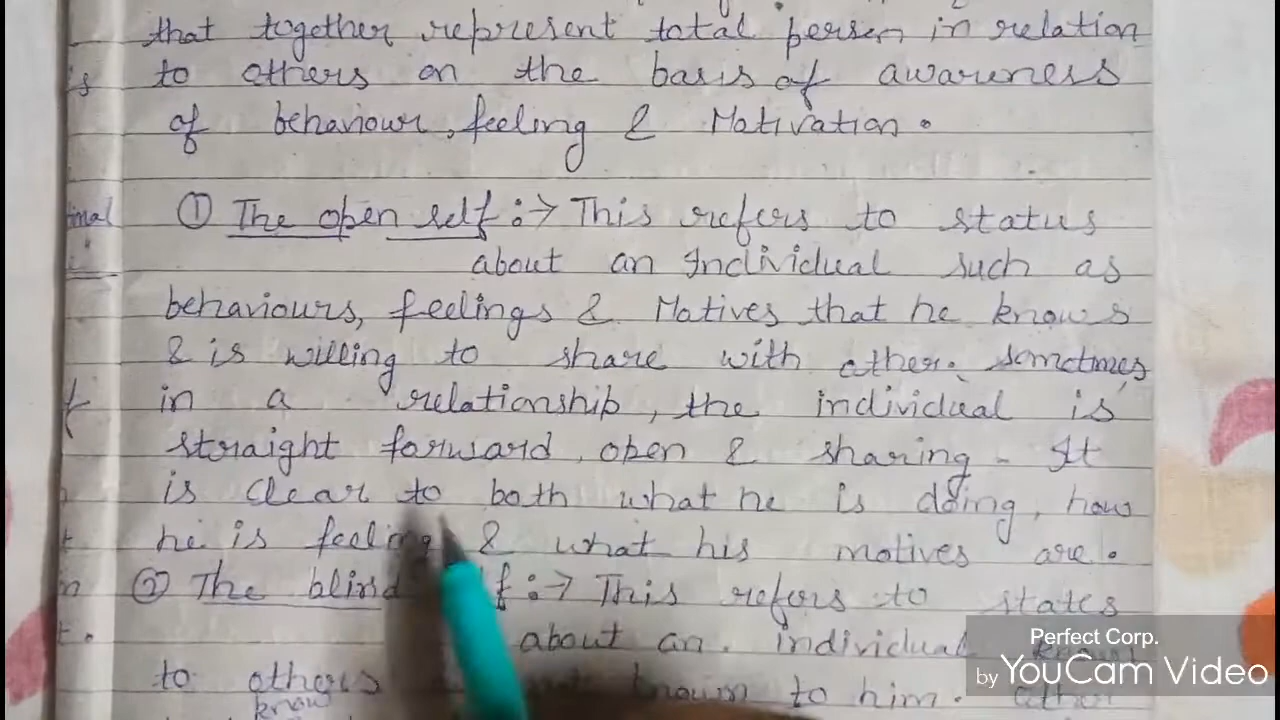 that together represent total person in relation
to others on the basis of awareness
of behaviour, feeling & Motivation.
① The open self :→ This refers to status
about an Individual such as
behaviours, feelings & Motives that he knows
& is willing to share with other. Sometimes
in a relationship, the individual is
straight forward, open & sharing. It
is clear to both what he is doing, how
he is feeling & what his motives are.
② The blind :→ This refers to states
about an individual known
to others known to him. Other
know
Perfect Corp.
by YouCam Video